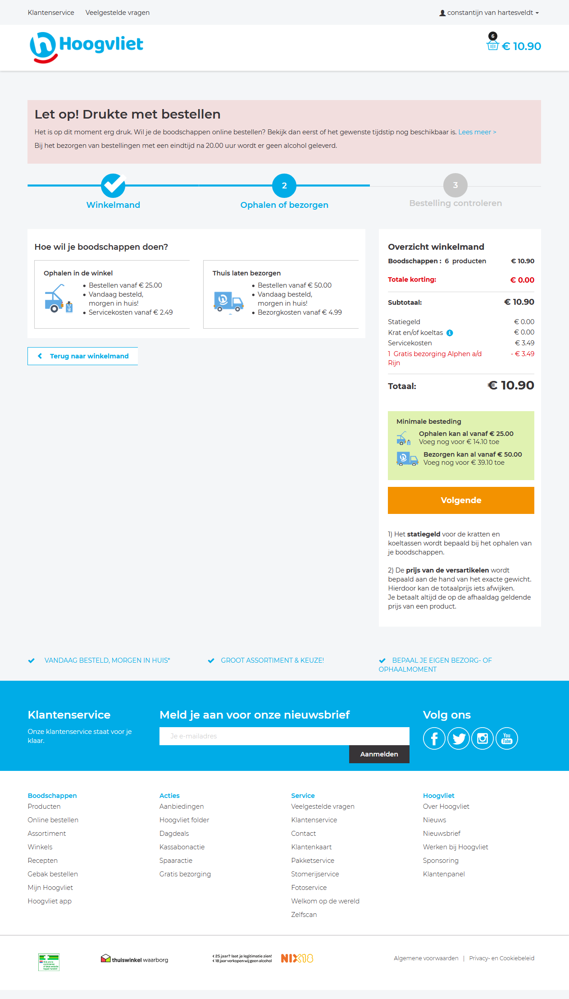 Klantenservice
Veelgestelde vragen
constantijn van hartesveldt
Hoogvliet
6
€ 10.90
Let op! Drukte met bestellen
Het is op dit moment erg druk. Wil je de boodschappen online bestellen? Bekijk dan eerst of het gewenste tijdstip nog beschikbaar is. Lees meer >
Bij het bezorgen van bestellingen met een eindtijd na 20.00 uur wordt er geen alcohol geleverd.
Winkelmand
2
Ophalen of bezorgen
3
Bestelling controleren
Hoe wil je boodschappen doen?
Ophalen in de winkel
Bestellen vanaf € 25.00
Vandaag besteld,
morgen in huis!
Servicekosten vanaf € 2.49
Thuis laten bezorgen
Bestellen vanaf € 50.00
Vandaag besteld,
morgen in huis!
Bezorgkosten vanaf € 4.99
Terug naar winkelmand
Overzicht winkelmand
Boodschappen : 6 producten € 10.90
Totale korting: € 0.00
Subtotaal: € 10.90
Statiegeld € 0.00
Krat en/of koeltas € 0.00
Servicekosten € 3.49
1 Gratis bezorging Alphen a/d - € 3.49
Rijn
Totaal: € 10.90
Minimale besteding
Ophalen kan al vanaf € 25.00
Voeg nog voor € 14.10 toe
Bezorgen kan al vanaf € 50.00
Voeg nog voor € 39.10 toe
Volgende
1) Het statiegeld voor de kratten en
koeltassen wordt bepaald bij het ophalen van
je boodschappen.
2) De prijs van de versartikelen wordt
bepaald aan de hand van het exacte gewicht.
Hierdoor kan de totaalprijs iets afwijken.
Je betaalt altijd de op de afhaaldag geldende
prijs van een product.
VANDAAG BESTELD, MORGEN IN HUIS*
GROOT ASSORTIMENT & KEUZE!
BEPAAL JE EIGEN BEZORG- OF
OPHAALMOMENT
Klantenservice
Onze klantenservice staat voor je
klaar.
Meld je aan voor onze nieuwsbrief
Je e-mailadres
Aanmelden
Volg ons
You
Tube
Boodschappen
Producten
Online bestellen
Assortiment
Winkels
Recepten
Gebak bestellen
Mijn Hoogvliet
Hoogvliet app
Acties
Aanbiedingen
Hoogvliet folder
Dagdeals
Kassabonactie
Spaaractie
Gratis bezorging
Service
Veelgestelde vragen
Klantenservice
Contact
Klantenkaart
Pakketservice
Stomerijservice
Fotoservice
Welkom op de wereld
Zelfscan
Hoogvliet
Over Hoogvliet
Nieuws
Nieuwsbrief
Werken bij Hoogvliet
Sponsoring
Klantenpanel
Klik om te
controleren
of deze website
legaal handelt
thuiswinkel waarborg
< 25 jaar? laat je legitimatie zien!
< 18 jaar verkopen wij geen alcohol
NIX18
Algemene voorwaarden | Privacy- en Cookiebeleid